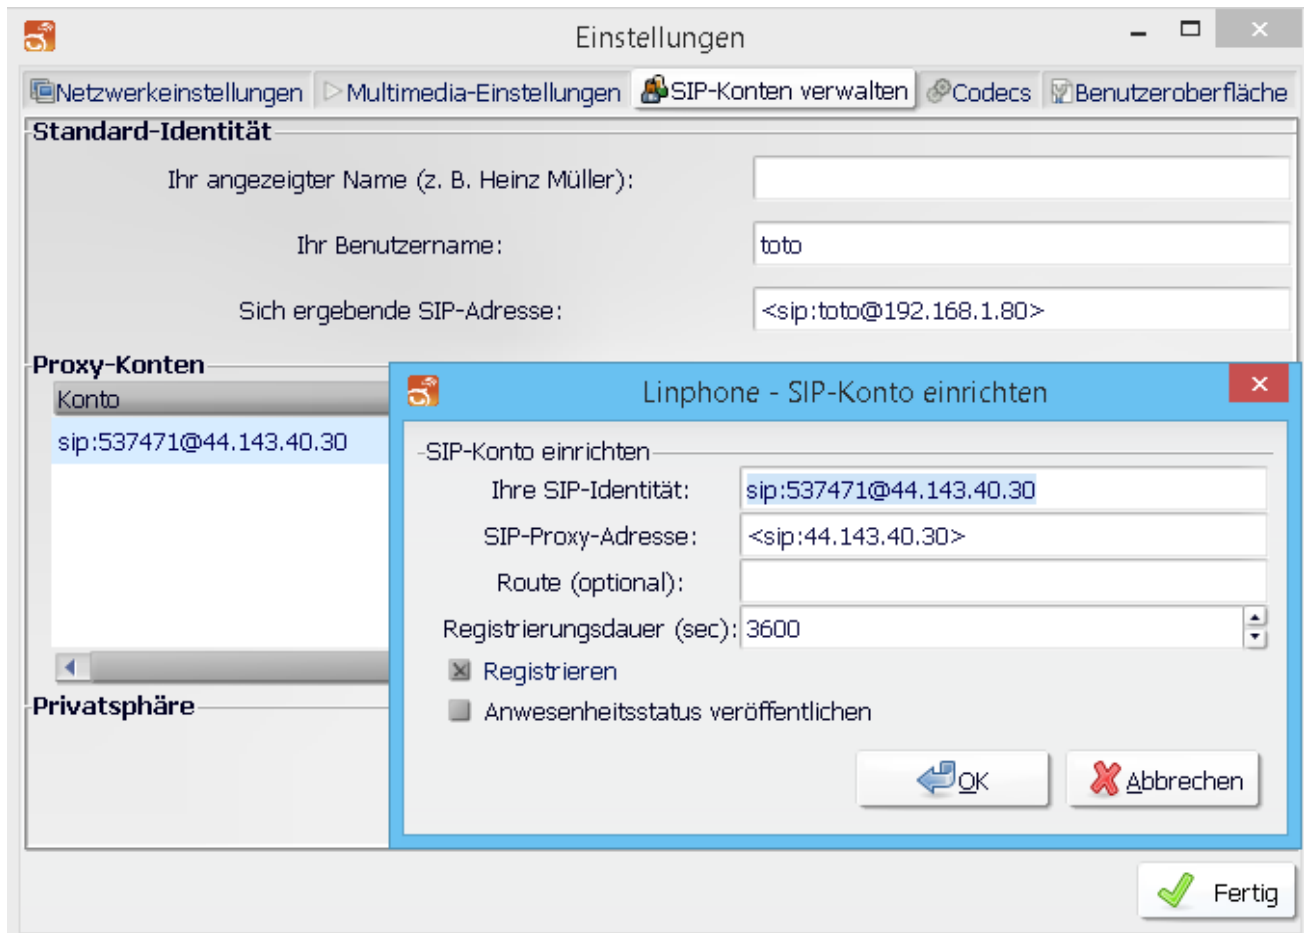 Einstellungen
Netzwerkeinstellungen Multimedia-Einstellungen SIP-Konten verwalten Codecs Benutzeroberfläche
Standard-Identität
Ihr angezeigter Name (z. B. Heinz Müller):
Ihr Benutzername: toto
Sich ergebende SIP-Adresse: <sip:toto@192.168.1.80>
Proxy-Konten
Konto
sip:537471@44.143.40.30
Privatsphäre
Linphone - SIP-Konto einrichten
SIP-Konto einrichten
Ihre SIP-Identität: sip:537471@44.143.40.30
SIP-Proxy-Adresse: <sip:44.143.40.30>
Route (optional):
Registrierungsdauer (sec): 3600
Registrieren
Anwesenheitsstatus veröffentlichen
OK Abbrechen
Fertig